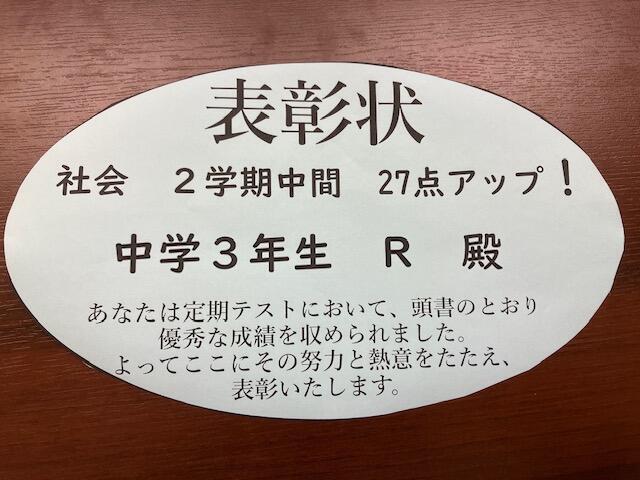 表彰状
社会　２学期中間　27点アップ！
中学３年生　Ｒ　殿
あなたは定期テストにおいて、頭書のとおり
優秀な成績を収められました。
よってここにその努力と熱意をたたえ、
表彰いたします。